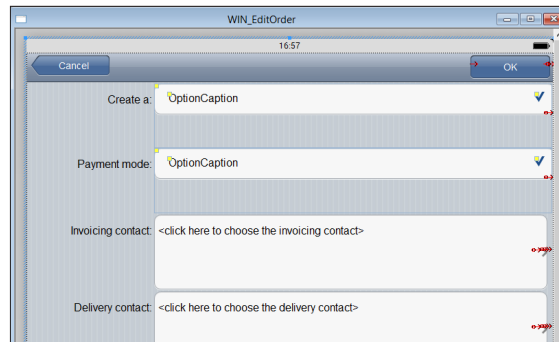 WIN_EditOrder
16:57
Cancel
OK
Create a:
OptionCaption
Payment mode:
OptionCaption
Invoicing contact:
<click here to choose the invoicing contact>
Delivery contact:
<click here to choose the delivery contact>